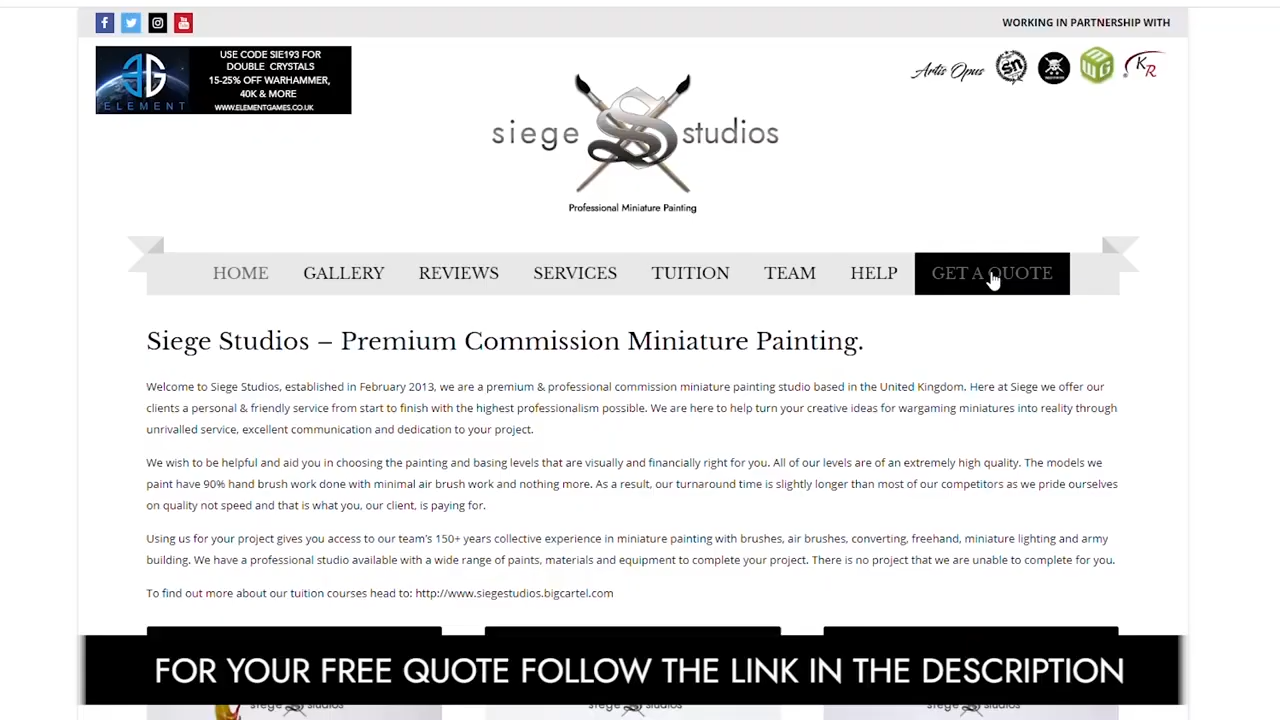 WORKING IN PARTNERSHIP WITH
USE CODE SIE193 FOR
DOUBLE CRYSTALS
15-25% OFF WARHAMMER,
40K & MORE
WWW.ELEMENTGAMES.CO.UK
ELEMENT
Artis Opus
KR
siege studios
Professional Miniature Painting
HOME GALLERY REVIEWS SERVICES TUITION TEAM HELP GET A QUOTE
Siege Studios – Premium Commission Miniature Painting.
Welcome to Siege Studios, established in February 2013, we are a premium & professional commission miniature painting studio based in the United Kingdom. Here at Siege we offer our
clients a personal & friendly service from start to finish with the highest professionalism possible. We are here to help turn your creative ideas for wargaming miniatures into reality through
unrivalled service, excellent communication and dedication to your project.
We wish to be helpful and aid you in choosing the painting and basing levels that are visually and financially right for you. All of our levels are of an extremely high quality. The models we
paint have 90% hand brush work done with minimal air brush work and nothing more. As a result, our turnaround time is slightly longer than most of our competitors as we pride ourselves
on quality not speed and that is what you, our client, is paying for.
Using us for your project gives you access to our team's 150+ years collective experience in miniature painting with brushes, air brushes, converting, freehand, miniature lighting and army
building. We have a professional studio available with a wide range of paints, materials and equipment to complete your project. There is no project that we are unable to complete for you.
To find out more about our tuition courses head to: http://www.siegestudios.bigcartel.com
FOR YOUR FREE QUOTE FOLLOW THE LINK IN THE DESCRIPTION